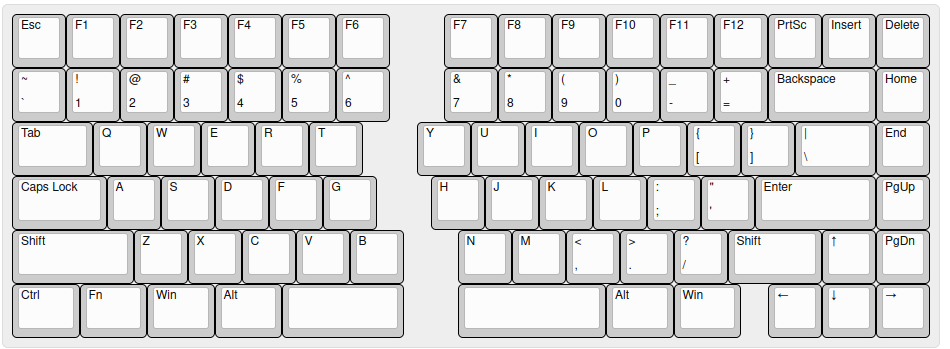 Esc F1 F2 F3 F4 F5 F6 F7 F8 F9 F10 F11 F12 PrtSc Insert Delete
~ ! @ # $ % ^ & * ( ) _ + Backspace Home
` 1 2 3 4 5 6 7 8 9 0 - =
Tab Q W E R T Y U I O P { } | End
[ ] \
Caps Lock A S D F G H J K L : " Enter PgUp
; '
Shift Z X C V B N M < > ? Shift ↑ PgDn
, . /
Ctrl Fn Win Alt Alt Win ← ↓ →